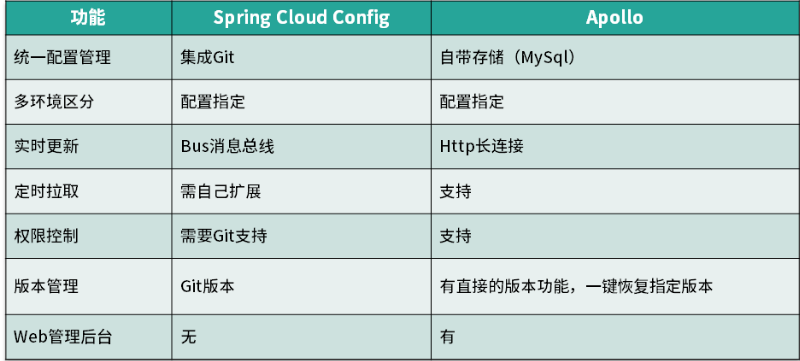 功能 Spring Cloud Config Apollo
统一配置管理 集成Git 自带存储（MySql）
多环境区分 配置指定 配置指定
实时更新 Bus消息总线 Http长连接
定时拉取 需自己扩展 支持
权限控制 需要Git支持 支持
版本管理 Git版本 有直接的版本功能，一键恢复指定版本
Web管理后台 无 有